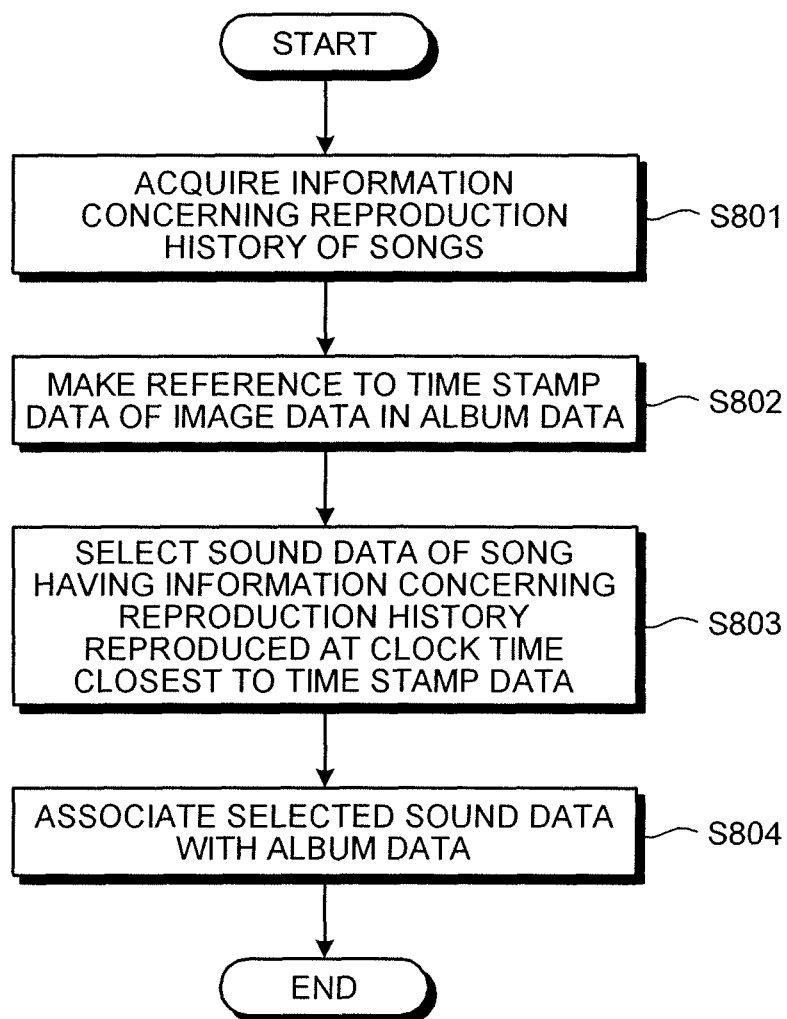 START
ACQUIRE INFORMATION
CONCERNING REPRODUCTION
HISTORY OF SONGS
S801
MAKE REFERENCE TO TIME STAMP
DATA OF IMAGE DATA IN ALBUM DATA
S802
SELECT SOUND DATA OF SONG
HAVING INFORMATION CONCERNING
REPRODUCTION HISTORY
REPRODUCED AT CLOCK TIME
CLOSEST TO TIME STAMP DATA
S803
ASSOCIATE SELECTED SOUND DATA
WITH ALBUM DATA
S804
END